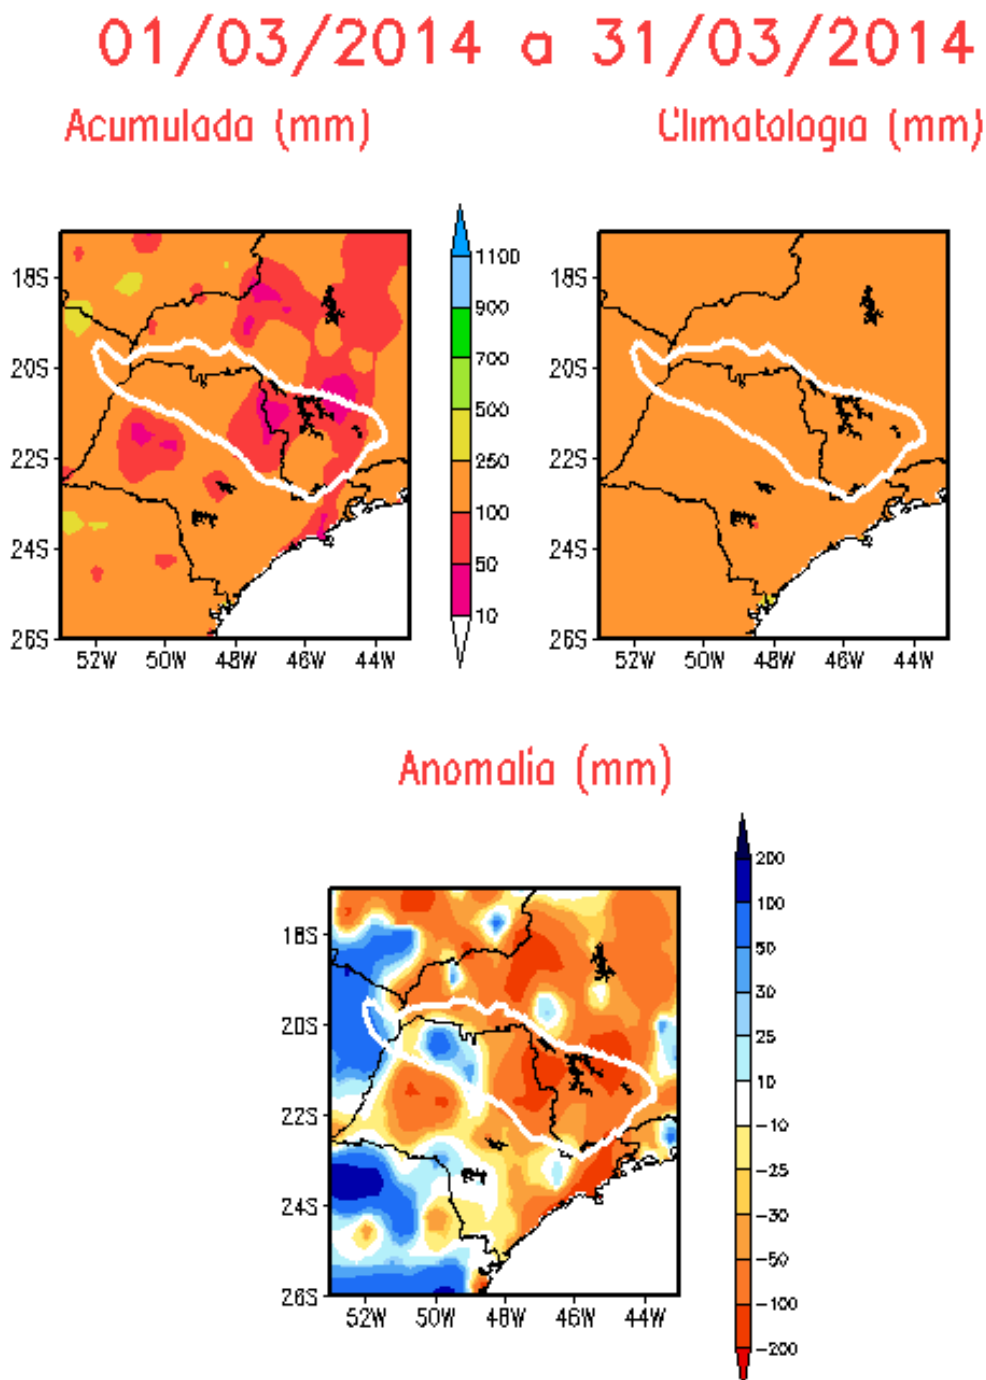 01/03/2014 a 31/03/2014
Acumulada (mm)
Climatologia (mm)
18S
20S
22S
24S
26S
52W 50W 48W 46W 44W
1100
900
700
500
250
100
50
10
18S
20S
22S
24S
26S
52W 50W 48W 46W 44W
Anomalia (mm)
18S
20S
22S
24S
26S
52W 50W 48W 46W 44W
200
100
50
30
25
10
-10
-25
-30
-50
-100
-200